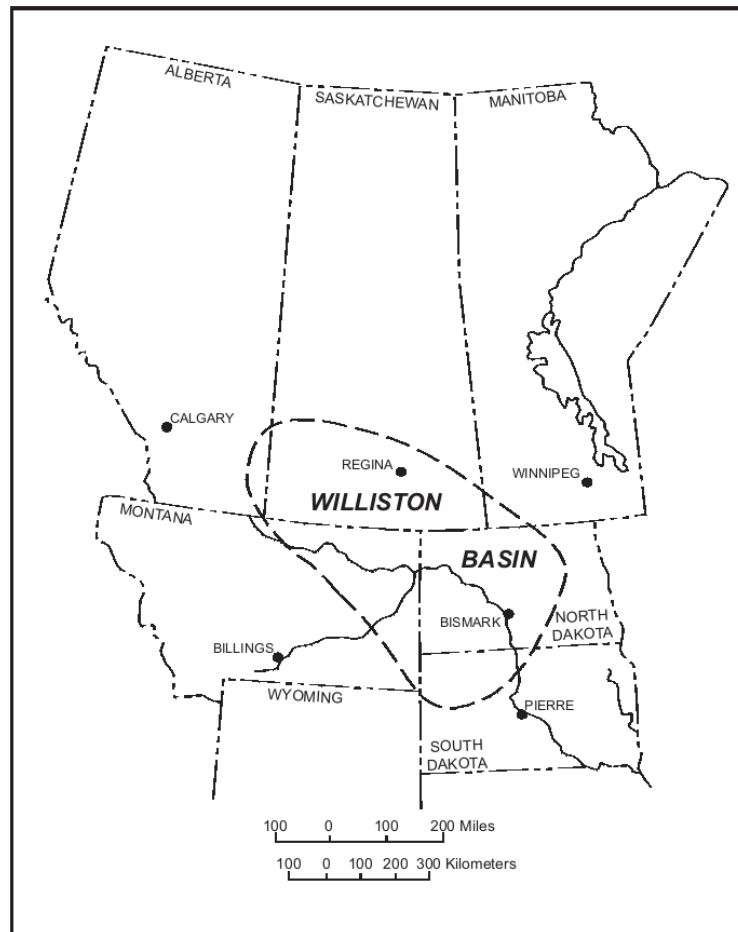 ALBERTA
SASKATCHEWAN
MANITOBA
CALGARY
REGINA
WINNIPEG
WILLISTON
MONTANA
BASIN
BISMARK
NORTH
DAKOTA
BILLINGS
WYOMING
PIERRE
SOUTH
DAKOTA
100 0 100 200 Miles
100 0 100 200 300 Kilometers